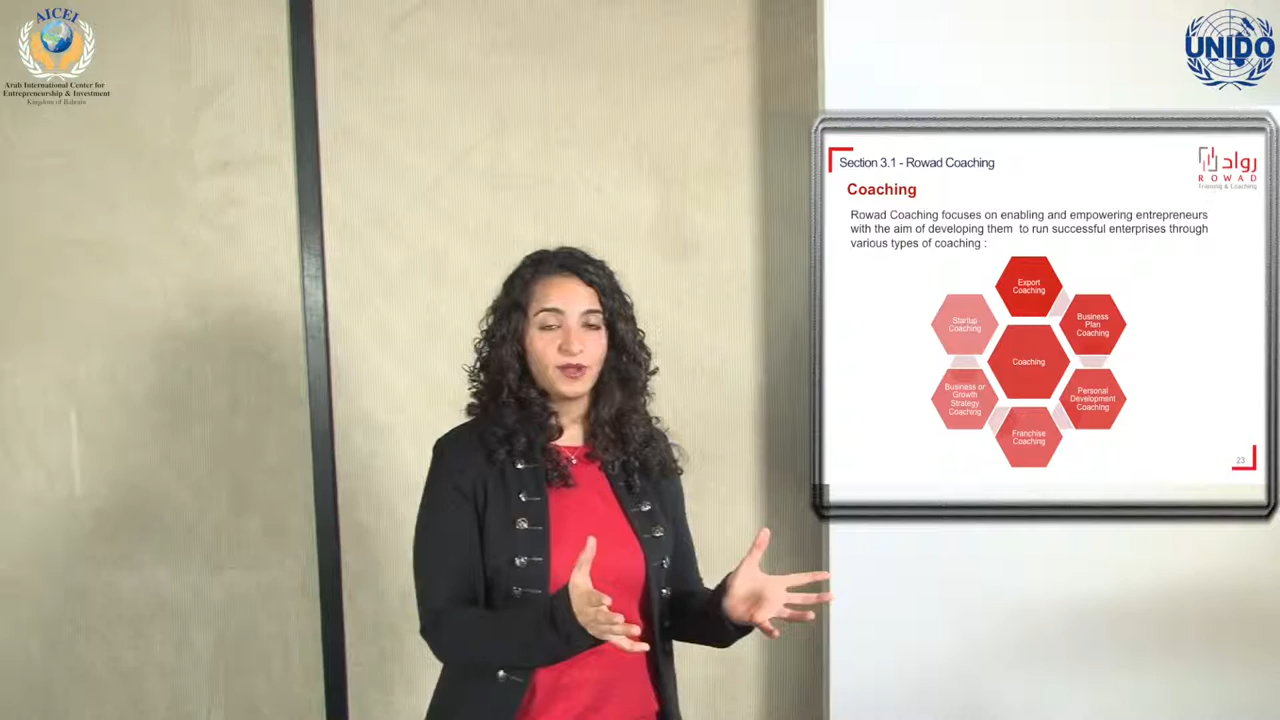 AICEI
Arab International Center for
Entrepreneurship & Investment
Kingdom of Bahrain
UNIDO
Section 3.1 - Rowad Coaching
رواد
ROWAD
Training & Coaching
Coaching
Rowad Coaching focuses on enabling and empowering entrepreneurs
with the aim of developing them to run successful enterprises through
various types of coaching :
Export
Coaching
Startup
Coaching
Business
Plan
Coaching
Coaching
Business or
Growth
Strategy
Coaching
Personal
Development
Coaching
Franchise
Coaching
23